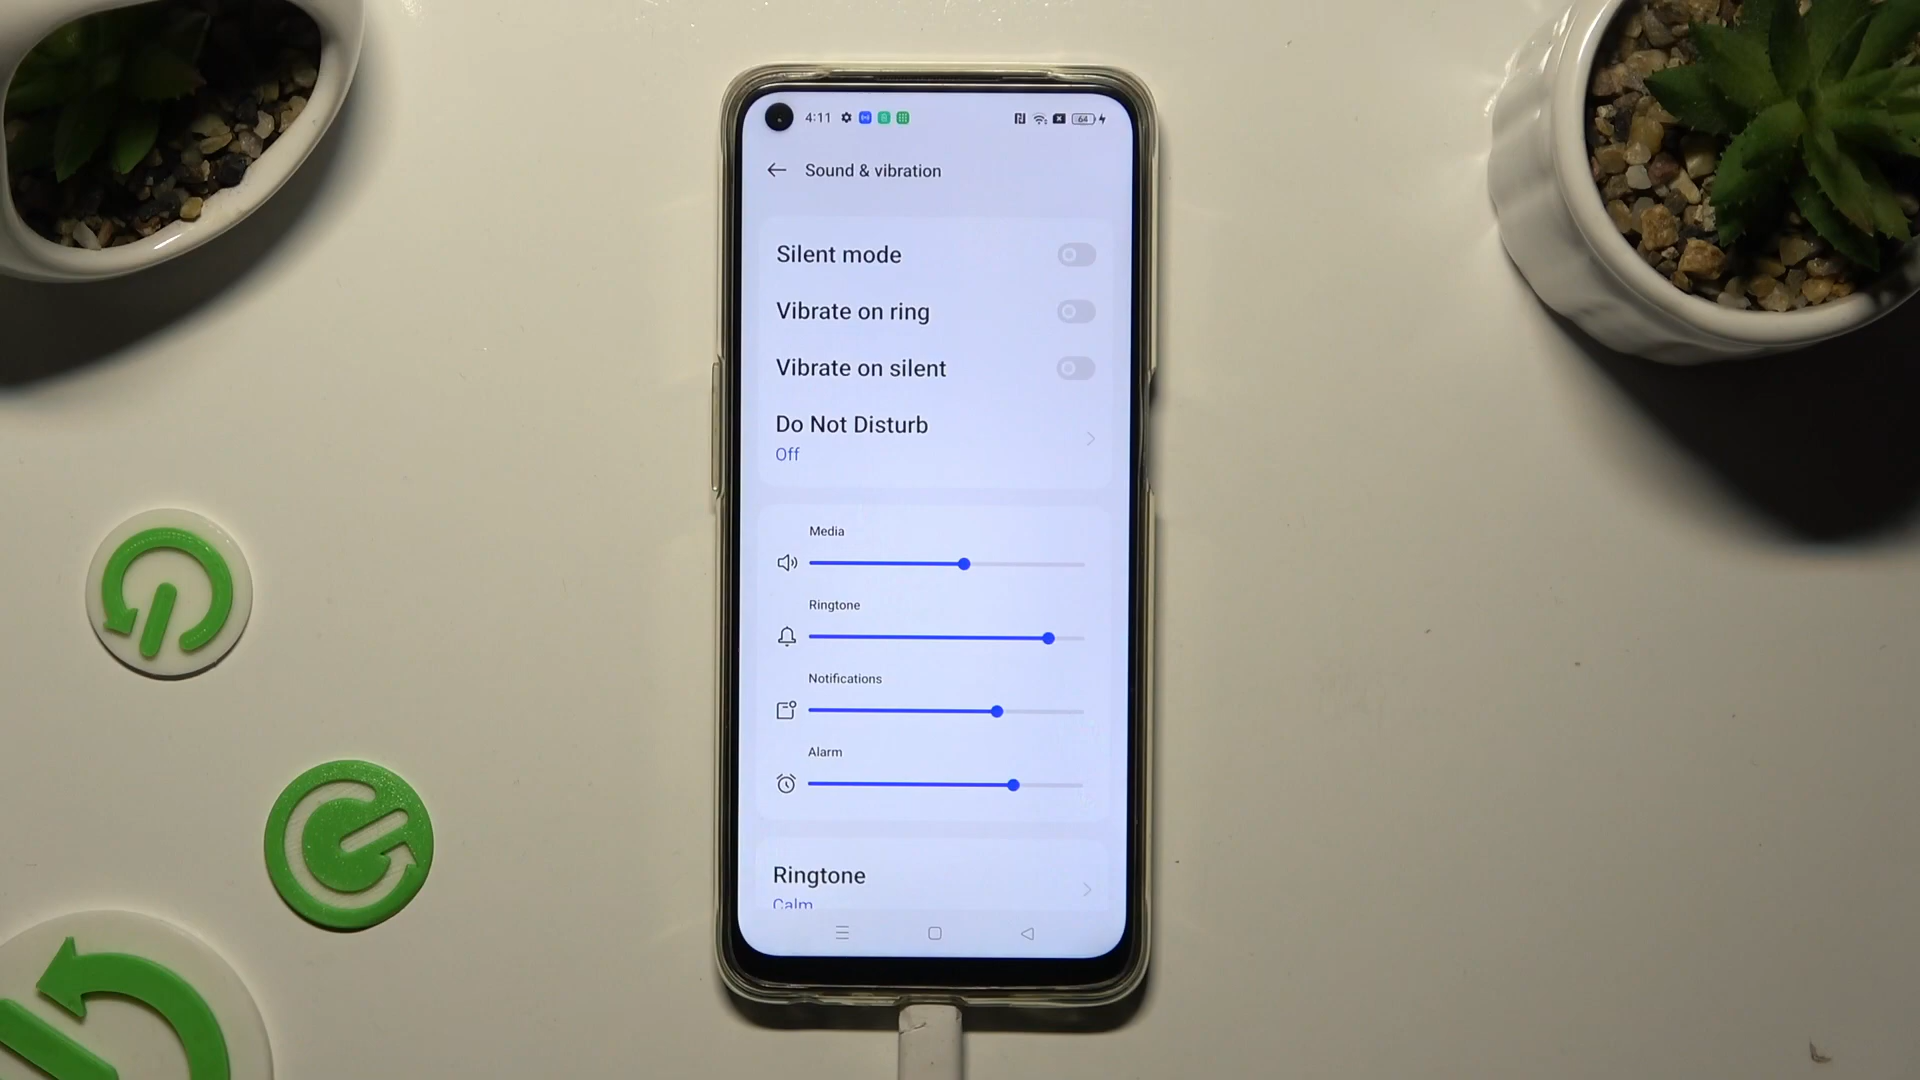 4:11 64
Sound & vibration
Silent mode
Vibrate on ring
Vibrate on silent
Do Not Disturb
Off
Media
Ringtone
Notifications
Alarm
Ringtone
Calm